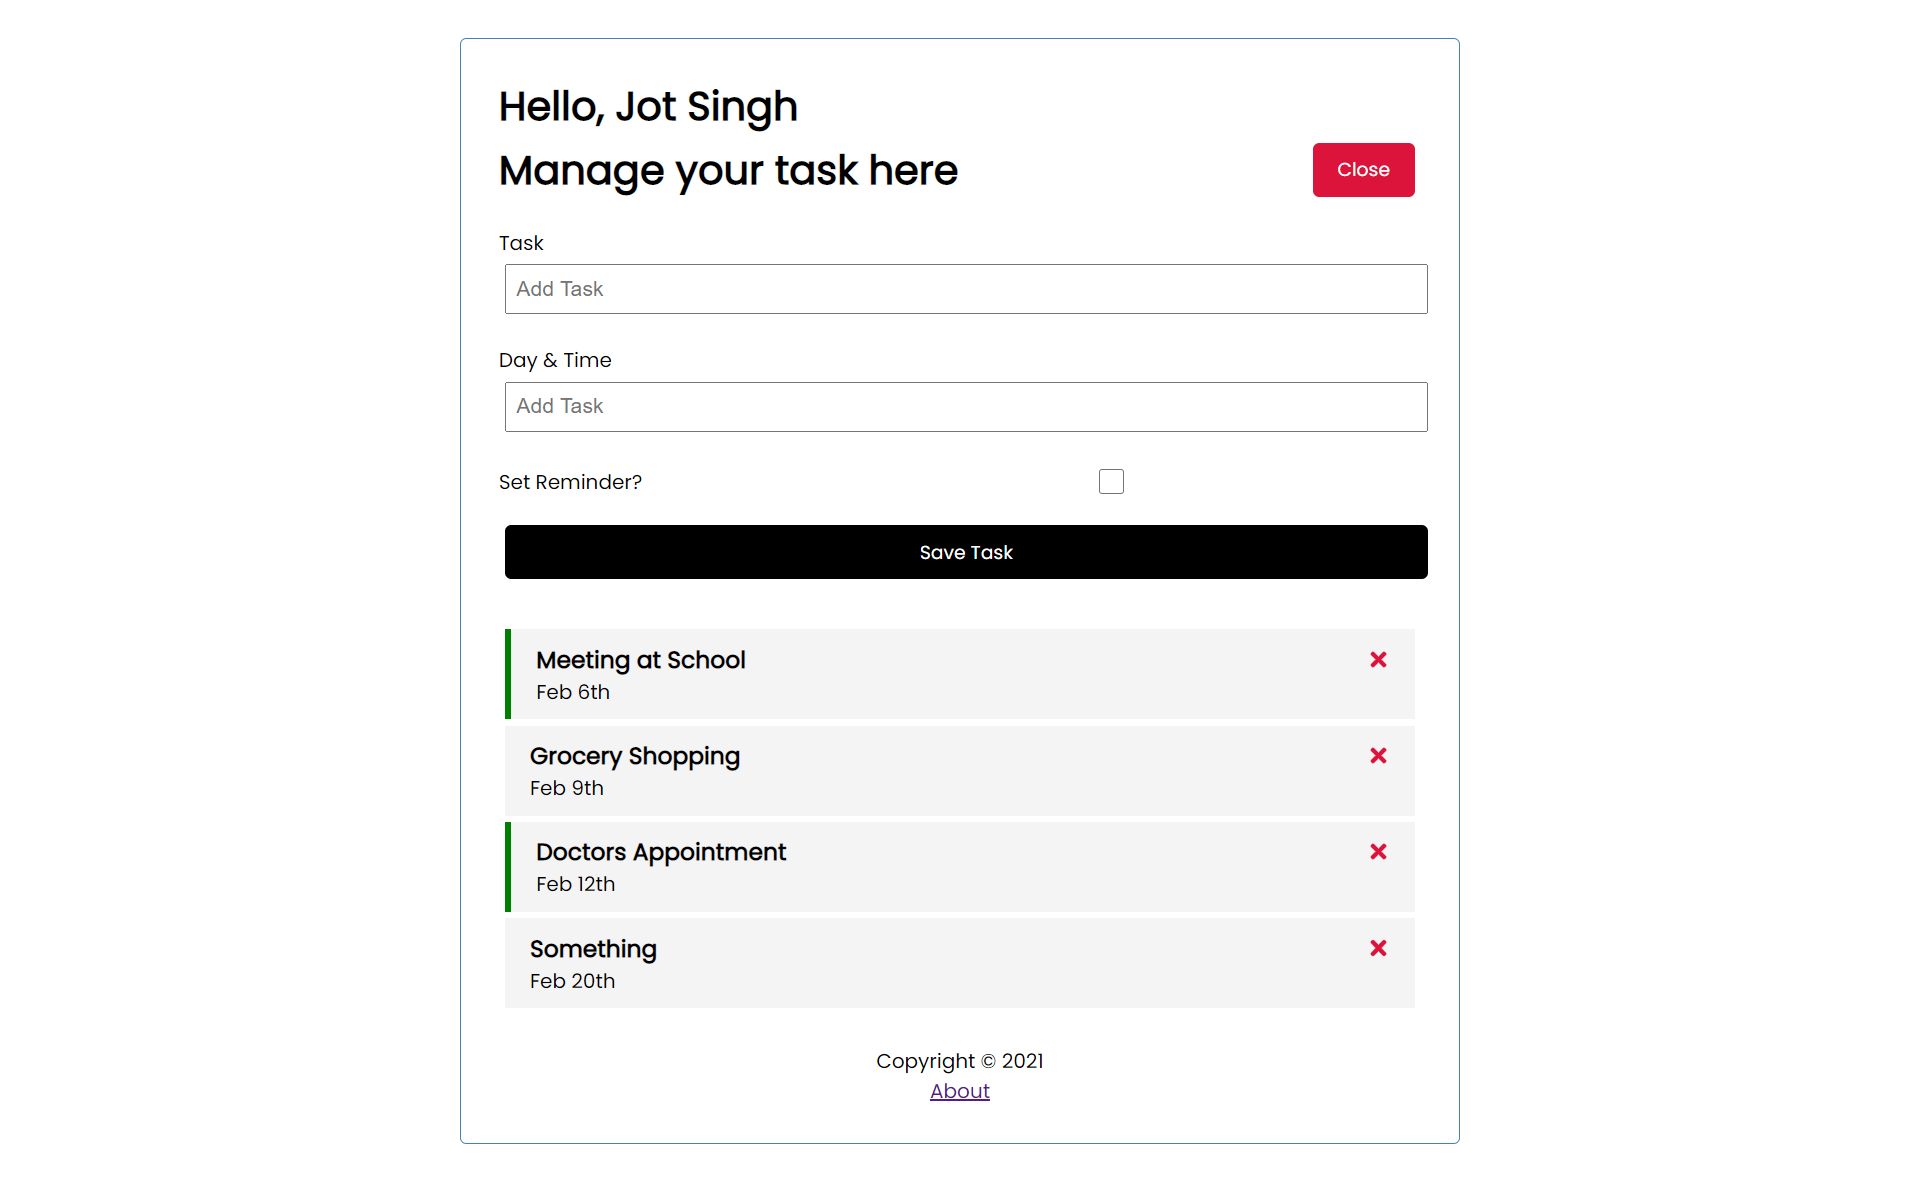 Hello, Jot Singh
Manage your task here
Close
Task
Add Task
Day & Time
Add Task
Set Reminder?
Save Task
Meeting at School
Feb 6th
Grocery Shopping
Feb 9th
Doctors Appointment
Feb 12th
Something
Feb 20th
Copyright © 2021
About